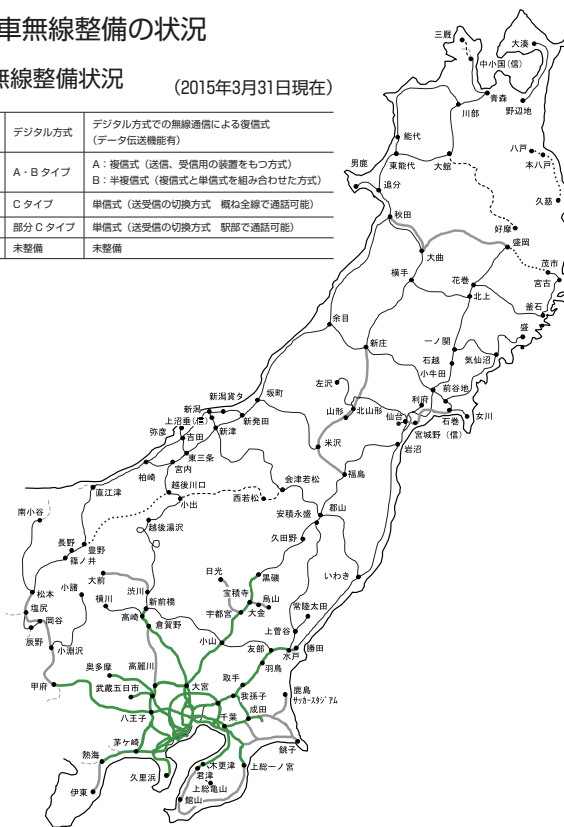 車無線整備の状況
無線整備状況 (2015年3月31日現在)
デジタル方式 デジタル方式での無線通信による復信式
(データ伝送機能有)
A・Bタイプ A：複信式（送信、受信用の装置をもつ方式）
B：半複信式（複信式と単信式を組み合わせた方式）
Cタイプ 単信式（送受信の切換方式　概ね全線で通話可能）
部分Cタイプ 単信式（送受信の切換方式　駅部で通話可能）
未整備 未整備
三厩
大湊
中小国（信）
青森
野辺地
川部
能代
八戸
本八戸
男鹿
東能代
大館
追分
久慈
秋田
好摩
盛岡
大曲
茂市
宮古
横手
花巻
北上
釜石
余目
新庄
一ノ関
盛
石越
気仙沼
小牛田
左沢
前谷地
利府
新潟貨タ
坂町
山形
北山形
仙台
石巻
女川
新潟
上沼垂（信）
新発田
宮城野（信）
弥彦
吉田
新津
岩沼
米沢
東三条
柏崎
宮内
福島
会津若松
直江津
越後川口
西若松
小出
郡山
南小谷
安積永盛
越後湯沢
久田野
長野
豊野
篠ノ井
日光
黒磯
大前
いわき
渋川
宝積寺
烏山
松本
小諸
横川
新前橋
宇都宮
大金
常陸太田
塩尻
高崎
倉賀野
岡谷
上菅谷
小山
友部
水戸
勝田
辰野
小淵沢
羽鳥
奥多摩
高麗川
取手
甲府
武蔵五日市
大宮
我孫子
鹿島
サッカースタジアム
成田
八王子
千葉
茅ケ崎
銚子
熱海
木更津
久里浜
君津
上総一ノ宮
上総亀山
伊東
館山